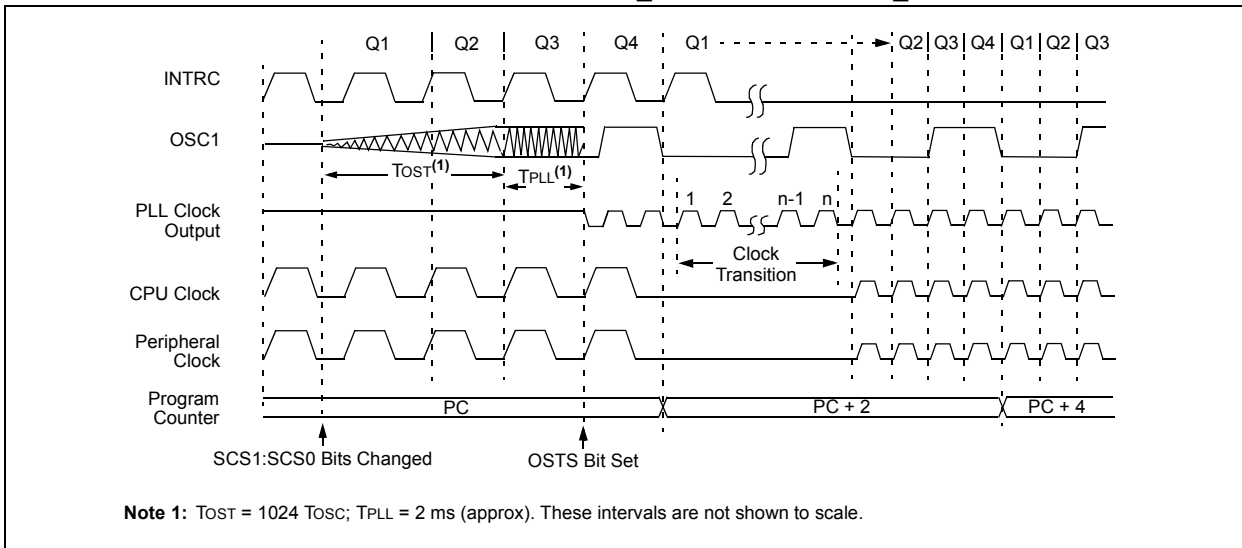 Q1 Q2 Q3 Q4 Q1 Q2 Q3 Q4 Q1 Q2 Q3
INTRC
OSC1
TOST(1)
TPLL(1)
1 2 n-1 n
PLL Clock
Output
Clock
Transition
CPU Clock
Peripheral
Clock
Program
Counter
PC PC + 2 PC + 4
SCS1:SCS0 Bits Changed OSTS Bit Set
Note 1: TOST = 1024 TOSC; TPLL = 2 ms (approx). These intervals are not shown to scale.